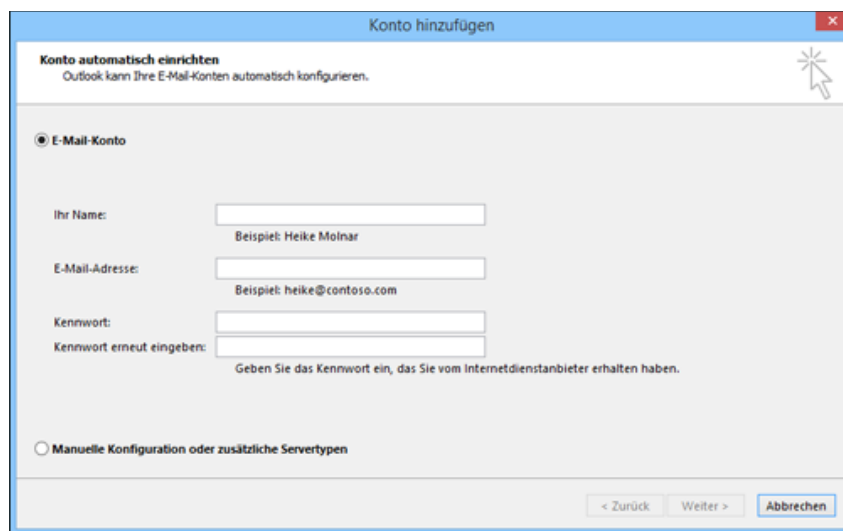 Konto hinzufügen
Konto automatisch einrichten
Outlook kann Ihre E-Mail-Konten automatisch konfigurieren.
E-Mail-Konto
Ihr Name:
Beispiel: Heike Molnar
E-Mail-Adresse:
Beispiel: heike@contoso.com
Kennwort:
Kennwort erneut eingeben:
Geben Sie das Kennwort ein, das Sie vom Internetdienstanbieter erhalten haben.
Manuelle Konfiguration oder zusätzliche Servertypen
< Zurück Weiter > Abbrechen